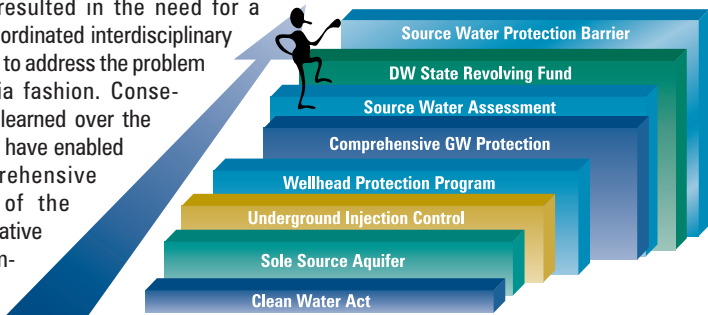 resulted in the need for a
ordinated interdisciplinary
to address the problem
ia fashion. Conse-
learned over the
have enabled
rehensive
of the
ative
n-
Source Water Protection Barrier
DW State Revolving Fund
Source Water Assessment
Comprehensive GW Protection
Wellhead Protection Program
Underground Injection Control
Sole Source Aquifer
Clean Water Act